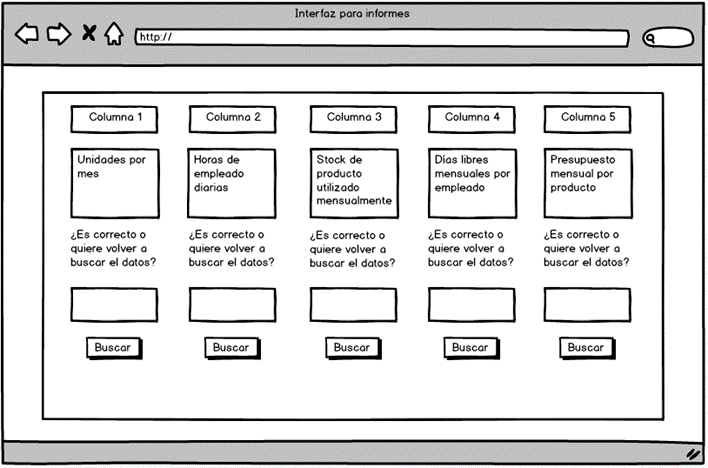 Interfaz para informes
http://
Columna 1
Columna 2
Columna 3
Columna 4
Columna 5
Unidades por
mes
Horas de
empleado
diarias
Stock de
producto
utilizado
mensualmente
Días libres
mensuales por
empleado
Presupuesto
mensual por
producto
¿Es correcto o
quiere volver a
buscar el datos?
¿Es correcto o
quiere volver a
buscar el datos?
¿Es correcto o
quiere volver a
buscar el datos?
¿Es correcto o
quiere volver a
buscar el datos?
¿Es correcto o
quiere volver a
buscar el datos?
Buscar
Buscar
Buscar
Buscar
Buscar